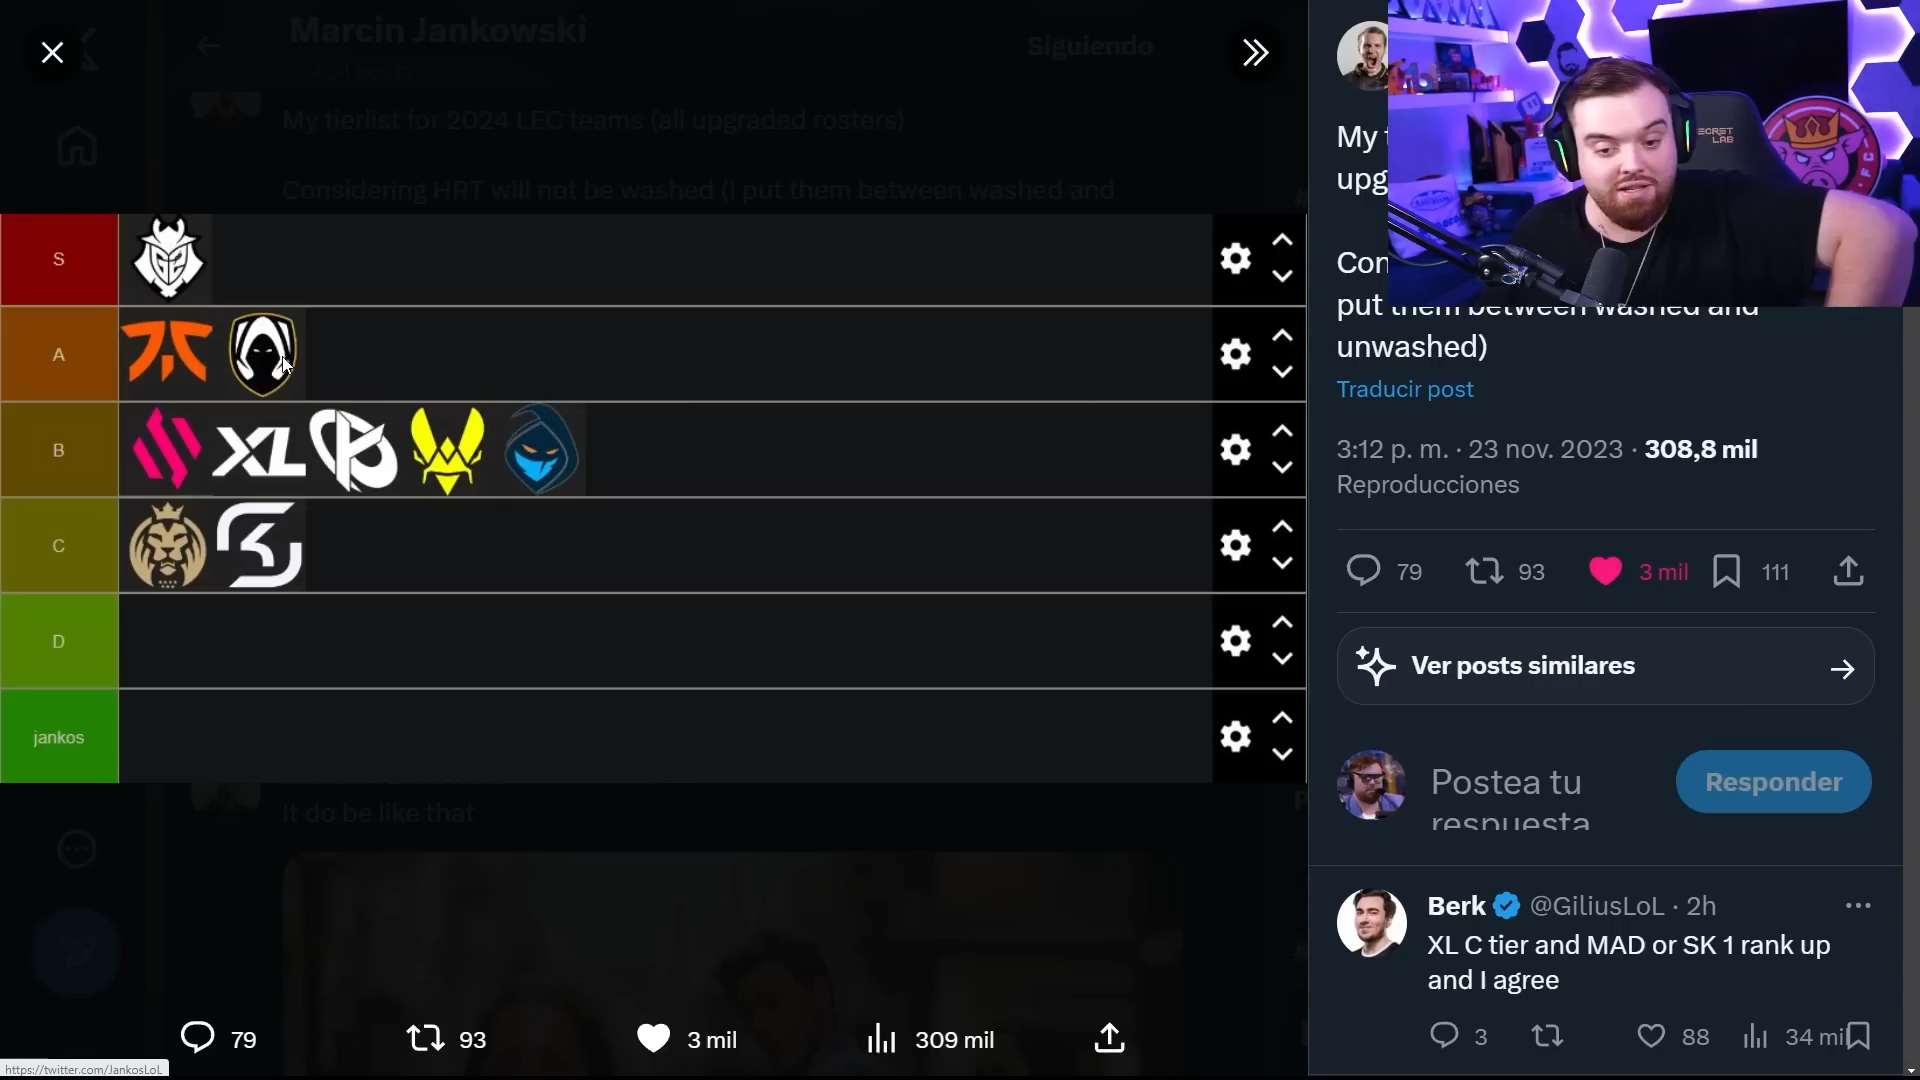 Marcin Jankowski
Siguiendo
My tierlist for 2024 LEC teams (all upgraded rosters)
Considering HRT will not be washed (I put them between washed and
S
G2
A
B
XL
C
D
jankos
It do be like that
79
93
3 mil
309 mil
https://twitter.com/JankosLoL
SECRET
LAB
My
upg
Con
put them between washed and
unwashed)
Traducir post
3:12 p. m. · 23 nov. 2023 · 308,8 mil
Reproducciones
79
93
3 mil
111
Ver posts similares
Postea tu
respuesta
Responder
Berk @GiliusLoL · 2h
XL C tier and MAD or SK 1 rank up
and I agree
3
88
34 mil